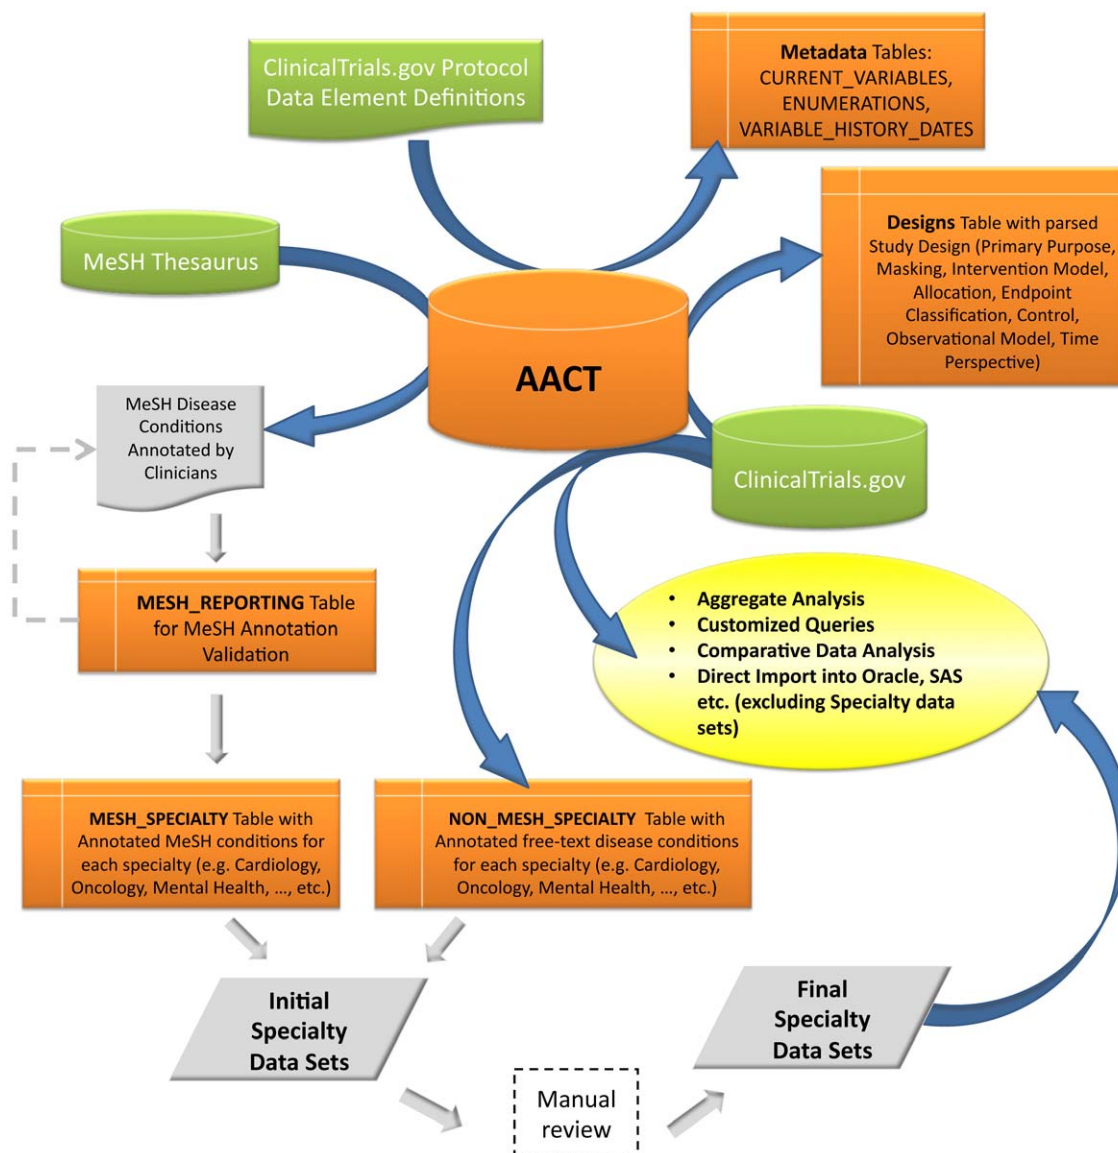 ClinicalTrials.gov Protocol
Data Element Definitions
Metadata Tables:
CURRENT_VARIABLES,
ENUMERATIONS,
VARIABLE_HISTORY_DATES
MeSH Thesaurus
Designs Table with parsed
Study Design (Primary Purpose,
Masking, Intervention Model,
Allocation, Endpoint
Classification, Control,
Observational Model, Time
Perspective)
AACT
MeSH Disease
Conditions
Annotated by
Clinicians
ClinicalTrials.gov
MESH_REPORTING Table
for MeSH Annotation
Validation
• Aggregate Analysis
• Customized Queries
• Comparative Data Analysis
• Direct Import into Oracle, SAS
etc. (excluding Specialty data
sets)
MESH_SPECIALTY Table with
Annotated MeSH conditions for
each specialty (e.g. Cardiology,
Oncology, Mental Health, ..., etc.)
NON_MESH_SPECIALTY Table with
Annotated free-text disease conditions
for each specialty (e.g. Cardiology,
Oncology, Mental Health, ..., etc.)
Initial
Specialty
Data Sets
Final
Specialty
Data Sets
Manual
review